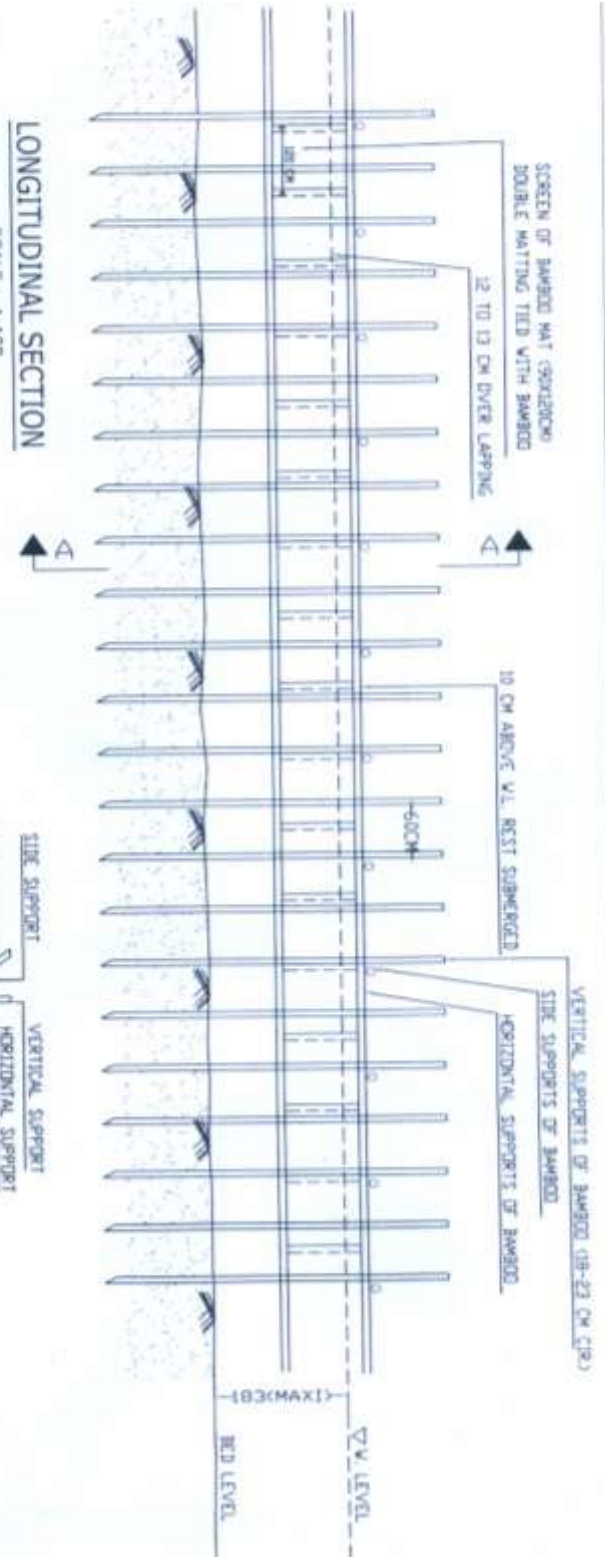 SCREEN OF BAMBOO MAT (90X120CM)
DOUBLE MATTING TIED WITH BAMBOO
12 TO 13 CM OVER LAPPING
10 CM ABOVE W.L REST SUBMERGED
VERTICAL SUPPORTS OF BAMBOO (18-23 CM CIR.)
SIDE SUPPORTS OF BAMBOO
HORIZONTAL SUPPORTS OF BAMBOO
A
60CM
W. LEVEL
183(MAXI)
BED LEVEL
A
LONGITUDINAL SECTION
SIDE SUPPORT
VERTICAL SUPPORT
HORIZONTAL SUPPORT